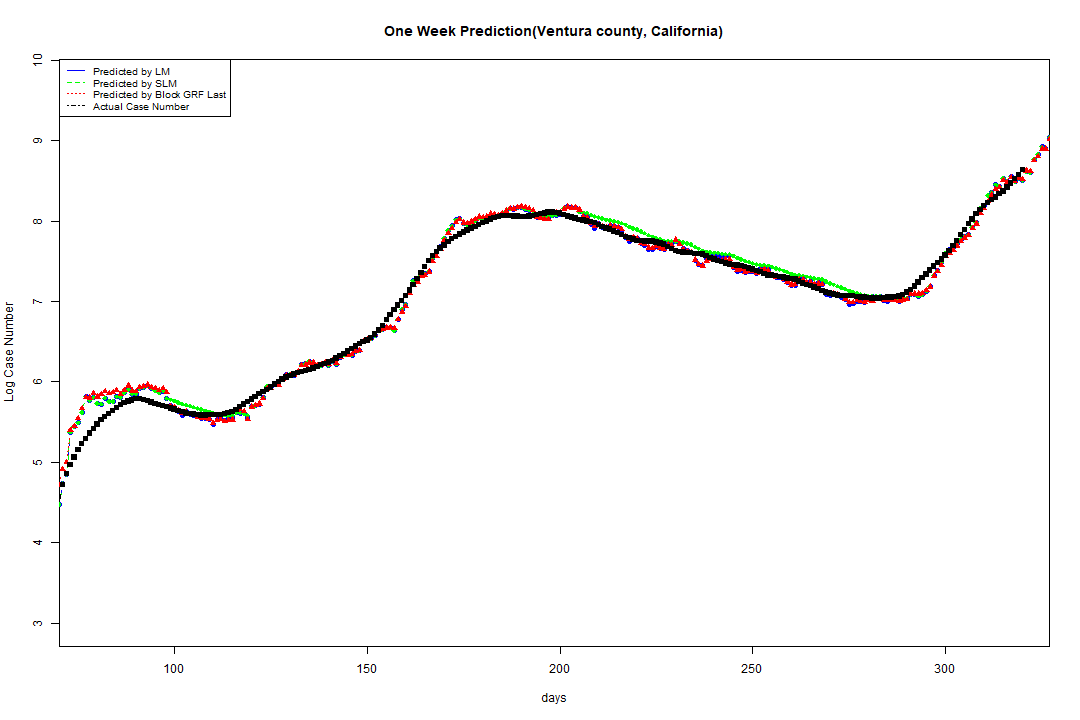 One Week Prediction(Ventura county, California)
Predicted by LM
Predicted by SLM
Predicted by Block GRF Last
Actual Case Number
10
9
8
7
6
5
4
3
Log Case Number
100 150 200 250 300
days